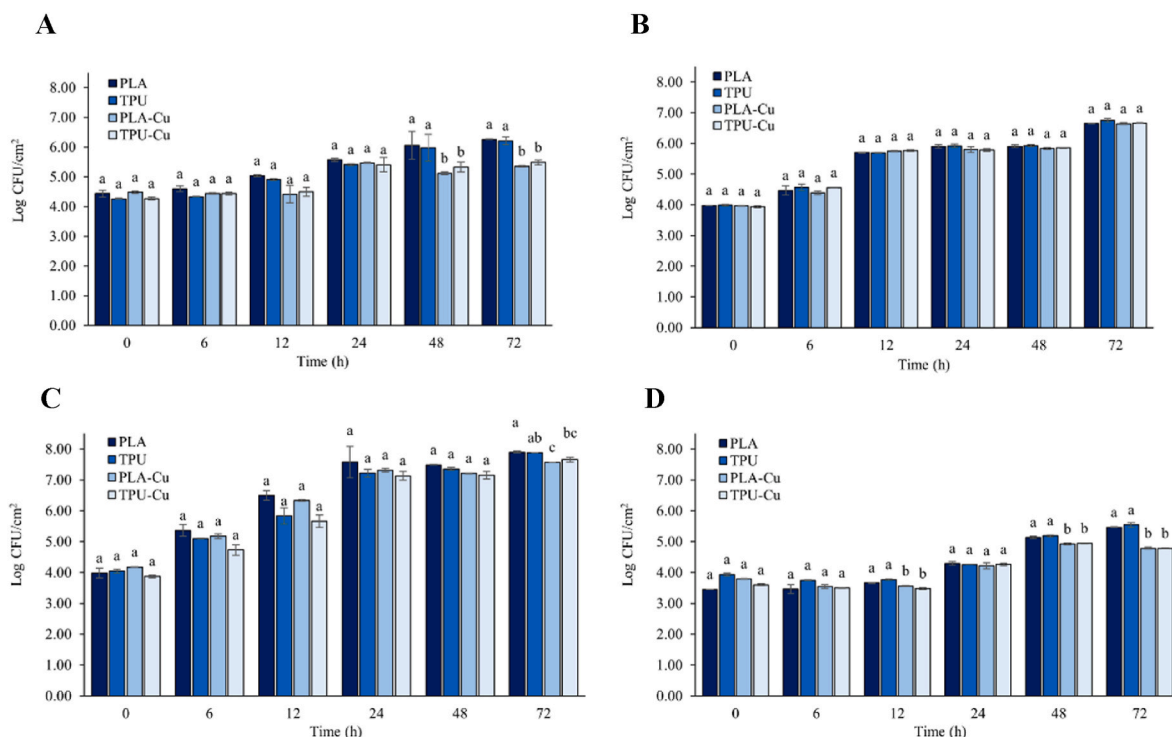 A
PLA
TPU
PLA-Cu
TPU-Cu
8.00
7.00
6.00
5.00
4.00
3.00
2.00
1.00
0.00
Log CFU/cm²
a a a a
a a a a
a a a a
a a a a
a a b b
a a b b
0 6 12 24 48 72
Time (h)
B
PLA
TPU
PLA-Cu
TPU-Cu
8.00
7.00
6.00
5.00
4.00
3.00
2.00
1.00
0.00
Log CFU/cm²
a a a a
a a a a
a a a a
a a a a
a a a a
a a a a
0 6 12 24 48 72
Time (h)
C
PLA
TPU
PLA-Cu
TPU-Cu
8.00
7.00
6.00
5.00
4.00
3.00
2.00
1.00
0.00
Log CFU/cm²
a a a a
a a a a
a a a a
a a a a
a a a a
a ab c bc
0 6 12 24 48 72
Time (h)
D
PLA
TPU
PLA-Cu
TPU-Cu
8.00
7.00
6.00
5.00
4.00
3.00
2.00
1.00
0.00
Log CFU/cm²
a a a a
a a a a
a a b b
a a a a
a a b b
a a b b
0 6 12 24 48 72
Time (h)